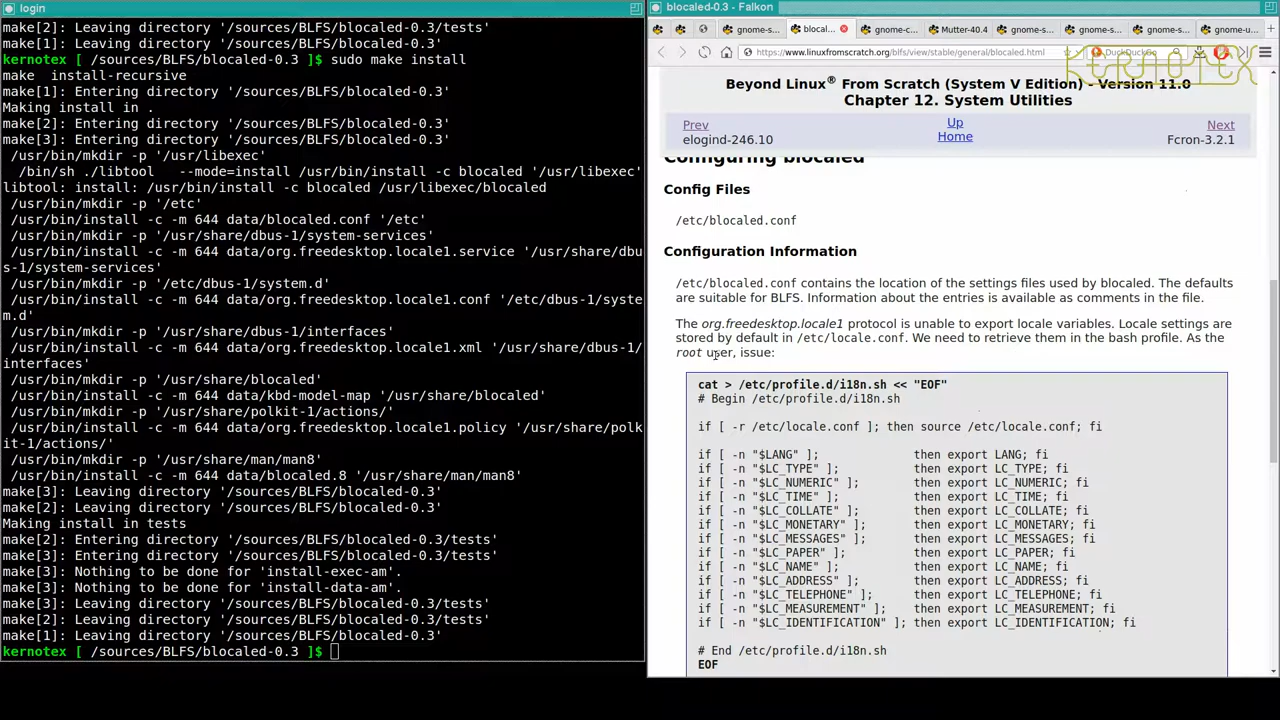 login
make[2]: Leaving directory '/sources/BLFS/blocaled-0.3/tests'
make[1]: Leaving directory '/sources/BLFS/blocaled-0.3'
kernotex [ /sources/BLFS/blocaled-0.3 ]$ sudo make install
make  install-recursive
make[1]: Entering directory '/sources/BLFS/blocaled-0.3'
Making install in .
make[2]: Entering directory '/sources/BLFS/blocaled-0.3'
make[3]: Entering directory '/sources/BLFS/blocaled-0.3'
 /usr/bin/mkdir -p '/usr/libexec'
  /bin/sh ./libtool   --mode=install /usr/bin/install -c blocaled '/usr/libexec'
libtool: install: /usr/bin/install -c blocaled /usr/libexec/blocaled
 /usr/bin/mkdir -p '/etc'
 /usr/bin/install -c -m 644 data/blocaled.conf '/etc'
 /usr/bin/mkdir -p '/usr/share/dbus-1/system-services'
 /usr/bin/install -c -m 644 data/org.freedesktop.locale1.service '/usr/share/dbu
s-1/system-services'
 /usr/bin/mkdir -p '/etc/dbus-1/system.d'
 /usr/bin/install -c -m 644 data/org.freedesktop.locale1.conf '/etc/dbus-1/syste
m.d'
 /usr/bin/mkdir -p '/usr/share/dbus-1/interfaces'
 /usr/bin/install -c -m 644 data/org.freedesktop.locale1.xml '/usr/share/dbus-1/
interfaces'
 /usr/bin/mkdir -p '/usr/share/blocaled'
 /usr/bin/install -c -m 644 data/kbd-model-map '/usr/share/blocaled'
 /usr/bin/mkdir -p '/usr/share/polkit-1/actions/'
 /usr/bin/install -c -m 644 data/org.freedesktop.locale1.policy '/usr/share/polk
it-1/actions/'
 /usr/bin/mkdir -p '/usr/share/man/man8'
 /usr/bin/install -c -m 644 data/blocaled.8 '/usr/share/man/man8'
make[3]: Leaving directory '/sources/BLFS/blocaled-0.3'
make[2]: Leaving directory '/sources/BLFS/blocaled-0.3'
Making install in tests
make[2]: Entering directory '/sources/BLFS/blocaled-0.3/tests'
make[3]: Entering directory '/sources/BLFS/blocaled-0.3/tests'
make[3]: Nothing to be done for 'install-exec-am'.
make[3]: Nothing to be done for 'install-data-am'.
make[3]: Leaving directory '/sources/BLFS/blocaled-0.3/tests'
make[2]: Leaving directory '/sources/BLFS/blocaled-0.3/tests'
make[1]: Leaving directory '/sources/BLFS/blocaled-0.3'
kernotex [ /sources/BLFS/blocaled-0.3 ]$
blocaled-0.3 - Falkon
gnome-s... blocal... gnome-c... Mutter-40.4 gnome-s... gnome-s... gnome-s... gnome-u...
https://www.linuxfromscratch.org/blfs/view/stable/general/blocaled.html DuckDuckGo
KERNOTEX
Beyond Linux® From Scratch (System V Edition) - Version 11.0
Chapter 12. System Utilities
Prev Up Next
elogind-246.10 Home Fcron-3.2.1
Configuring blocaled
Config Files
/etc/blocaled.conf
Configuration Information
/etc/blocaled.conf contains the location of the settings files used by blocaled. The defaults
are suitable for BLFS. Information about the entries is available as comments in the file.
The org.freedesktop.locale1 protocol is unable to export locale variables. Locale settings are
stored by default in /etc/locale.conf. We need to retrieve them in the bash profile. As the
root user, issue:
cat > /etc/profile.d/i18n.sh << "EOF"
# Begin /etc/profile.d/i18n.sh
if [ -r /etc/locale.conf ]; then source /etc/locale.conf; fi
if [ -n "$LANG" ];              then export LANG; fi
if [ -n "$LC_TYPE" ];           then export LC_TYPE; fi
if [ -n "$LC_NUMERIC" ];        then export LC_NUMERIC; fi
if [ -n "$LC_TIME" ];           then export LC_TIME; fi
if [ -n "$LC_COLLATE" ];        then export LC_COLLATE; fi
if [ -n "$LC_MONETARY" ];       then export LC_MONETARY; fi
if [ -n "$LC_MESSAGES" ];       then export LC_MESSAGES; fi
if [ -n "$LC_PAPER" ];          then export LC_PAPER; fi
if [ -n "$LC_NAME" ];           then export LC_NAME; fi
if [ -n "$LC_ADDRESS" ];        then export LC_ADDRESS; fi
if [ -n "$LC_TELEPHONE" ];      then export LC_TELEPHONE; fi
if [ -n "$LC_MEASUREMENT" ];    then export LC_MEASUREMENT; fi
if [ -n "$LC_IDENTIFICATION" ]; then export LC_IDENTIFICATION; fi
# End /etc/profile.d/i18n.sh
EOF